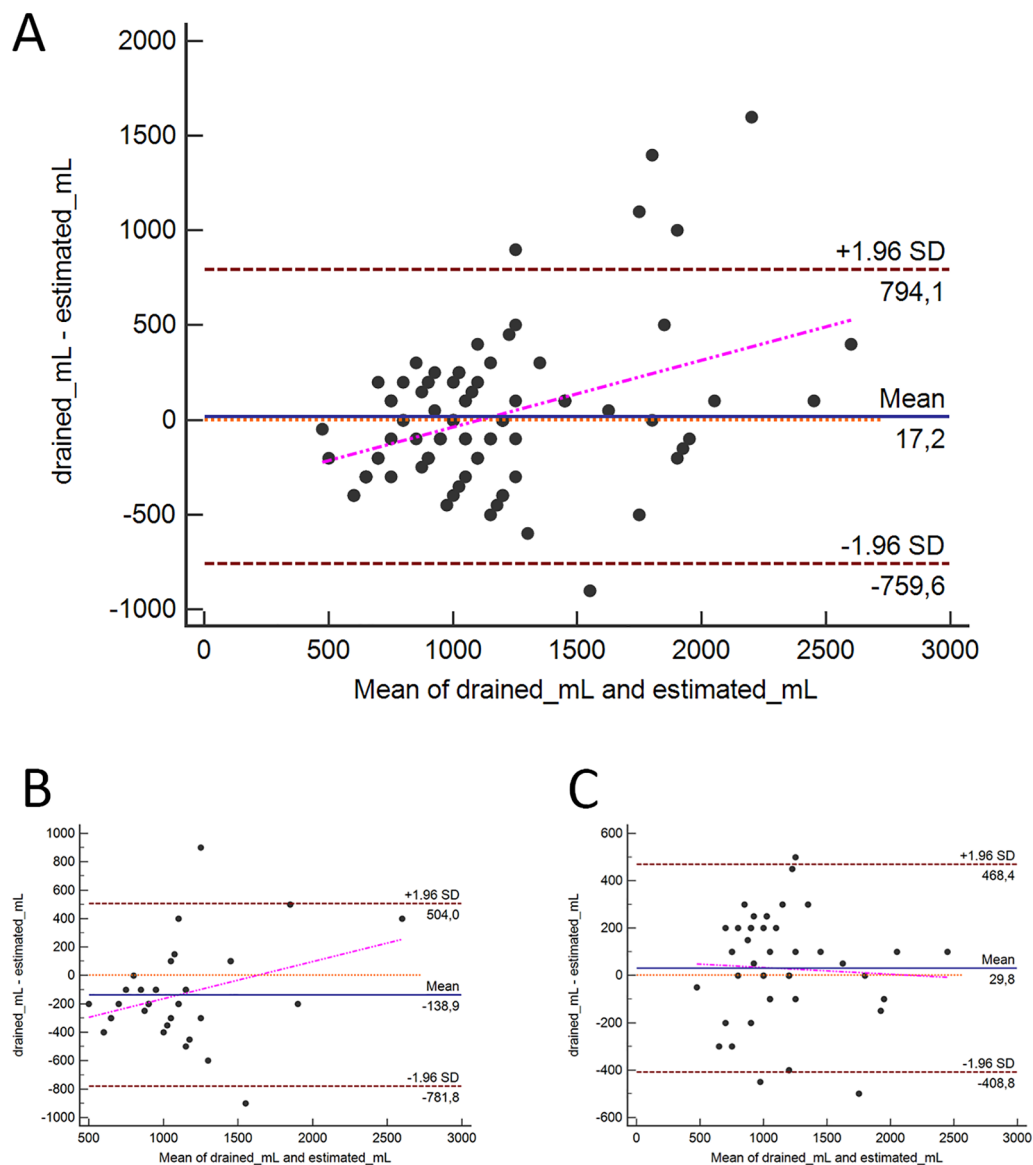 A
2000
1500
1000
500
0
-500
-1000
drained_mL - estimated_mL
+1.96 SD
794,1
Mean
17,2
-1.96 SD
-759,6
0 500 1000 1500 2000 2500 3000
Mean of drained_mL and estimated_mL
B
1000
800
600
400
200
0
-200
-400
-600
-800
-1000
drained_mL - estimated_mL
+1.96 SD
504,0
Mean
-138,9
-1.96 SD
-781,8
500 1000 1500 2000 2500 3000
Mean of drained_mL and estimated_mL
C
600
400
200
0
-200
-400
-600
drained_mL - estimated_mL
+1.96 SD
468,4
Mean
29,8
-1.96 SD
-408,8
0 500 1000 1500 2000 2500 3000
Mean of drained_mL and estimated_mL